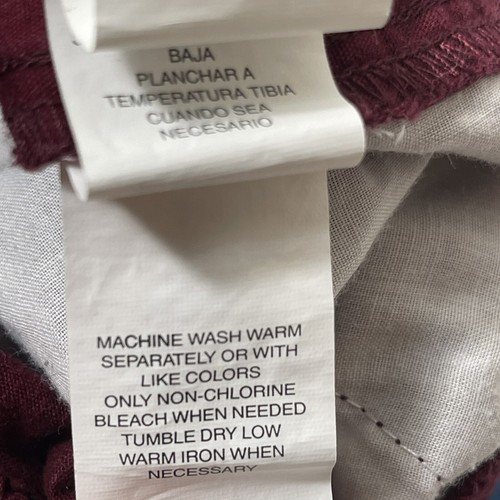 BAJA
PLANCHAR A
TEMPERATURA TIBIA
CUANDO SEA
NECESARIO
MACHINE WASH WARM
SEPARATELY OR WITH
LIKE COLORS
ONLY NON-CHLORINE
BLEACH WHEN NEEDED
TUMBLE DRY LOW
WARM IRON WHEN
NECESSARY